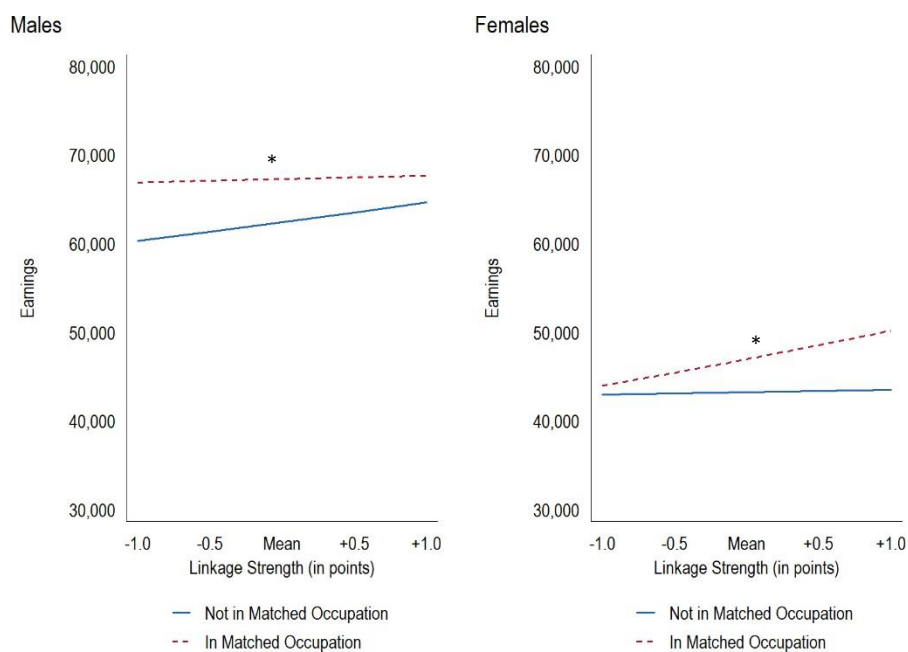 Males
80,000
70,000
60,000
50,000
40,000
30,000
Earnings
*
-1.0 -0.5 Mean +0.5 +1.0
Linkage Strength (in points)
Not in Matched Occupation
In Matched Occupation
Females
80,000
70,000
60,000
50,000
40,000
30,000
Earnings
*
-1.0 -0.5 Mean +0.5 +1.0
Linkage Strength (in points)
Not in Matched Occupation
In Matched Occupation